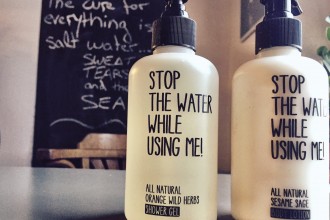 The cure for
everything is
salt water...
SWEAT
TEARS
and the
SEA
STOP
THE WATER
WHILE
USING ME!
ALL NATURAL
ORANGE WILD HERBS
SHOWER GEL
STOP
THE WAT
WHILE
USING ME!
ALL NATURAL
SESAME SAGE